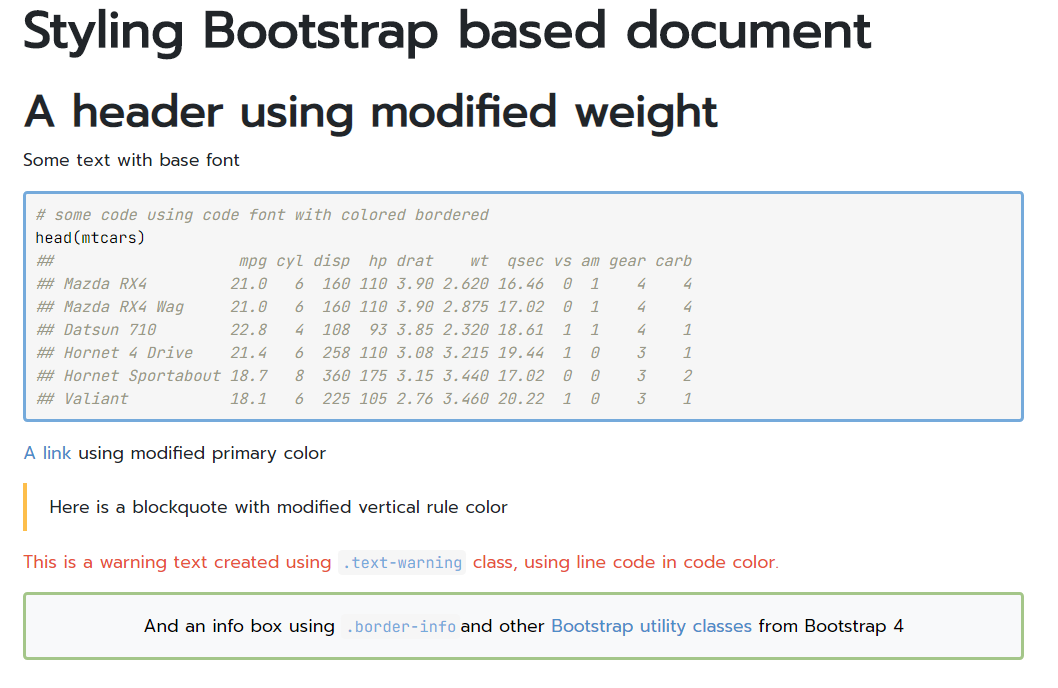 Styling Bootstrap based document
A header using modified weight
Some text with base font
# some code using code font with colored bordered
head(mtcars)
##                    mpg cyl disp  hp drat    wt  qsec vs am gear carb
## Mazda RX4         21.0   6  160 110 3.90 2.620 16.46  0  1    4    4
## Mazda RX4 Wag     21.0   6  160 110 3.90 2.875 17.02  0  1    4    4
## Datsun 710        22.8   4  108  93 3.85 2.320 18.61  1  1    4    1
## Hornet 4 Drive    21.4   6  258 110 3.08 3.215 19.44  1  0    3    1
## Hornet Sportabout 18.7   8  360 175 3.15 3.440 17.02  0  0    3    2
## Valiant           18.1   6  225 105 2.76 3.460 20.22  1  0    3    1
A link using modified primary color
Here is a blockquote with modified vertical rule color
This is a warning text created using .text-warning class, using line code in code color.
And an info box using .border-info and other Bootstrap utility classes from Bootstrap 4